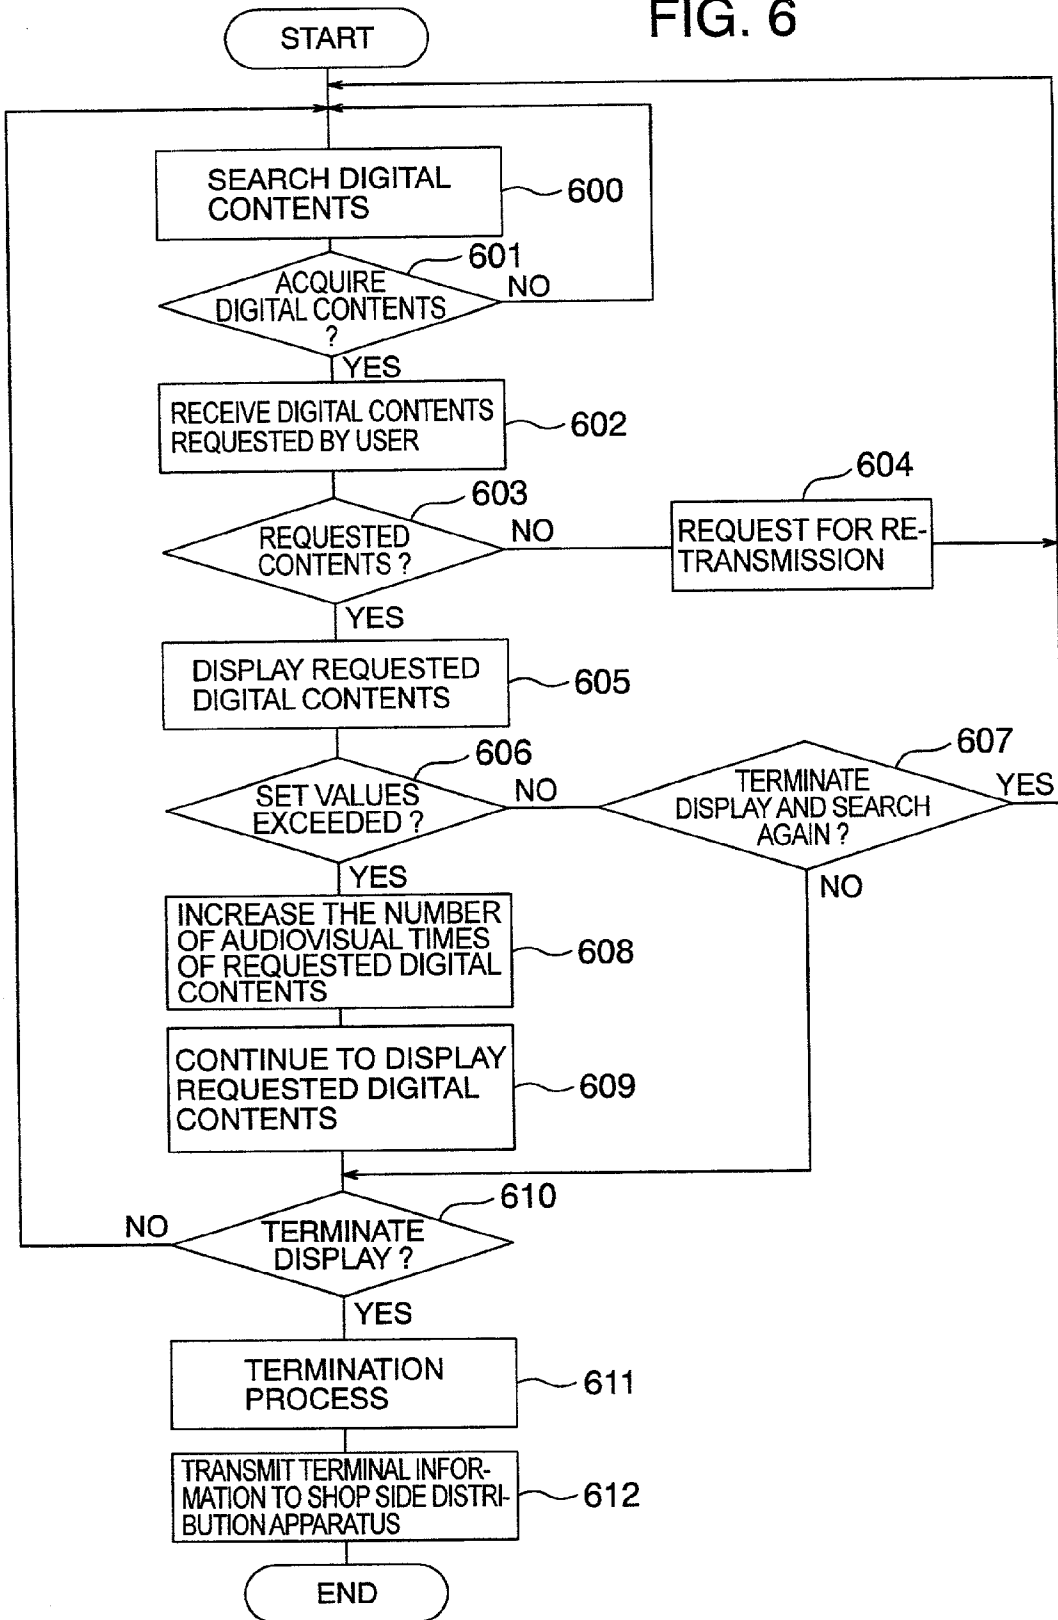 FIG. 6
START
SEARCH DIGITAL
CONTENTS
600
601
ACQUIRE
DIGITAL CONTENTS
?
NO
YES
RECEIVE DIGITAL CONTENTS
REQUESTED BY USER
602
603
REQUESTED
CONTENTS ?
NO
604
REQUEST FOR RE-
TRANSMISSION
YES
DISPLAY REQUESTED
DIGITAL CONTENTS
605
606
SET VALUES
EXCEEDED ?
NO
607
TERMINATE
DISPLAY AND SEARCH
AGAIN ?
YES
NO
YES
INCREASE THE NUMBER
OF AUDIOVISUAL TIMES
OF REQUESTED DIGITAL
CONTENTS
608
CONTINUE TO DISPLAY
REQUESTED DIGITAL
CONTENTS
609
610
NO
TERMINATE
DISPLAY ?
YES
TERMINATION
PROCESS
611
TRANSMIT TERMINAL INFOR-
MATION TO SHOP SIDE DISTRI-
BUTION APPARATUS
612
END